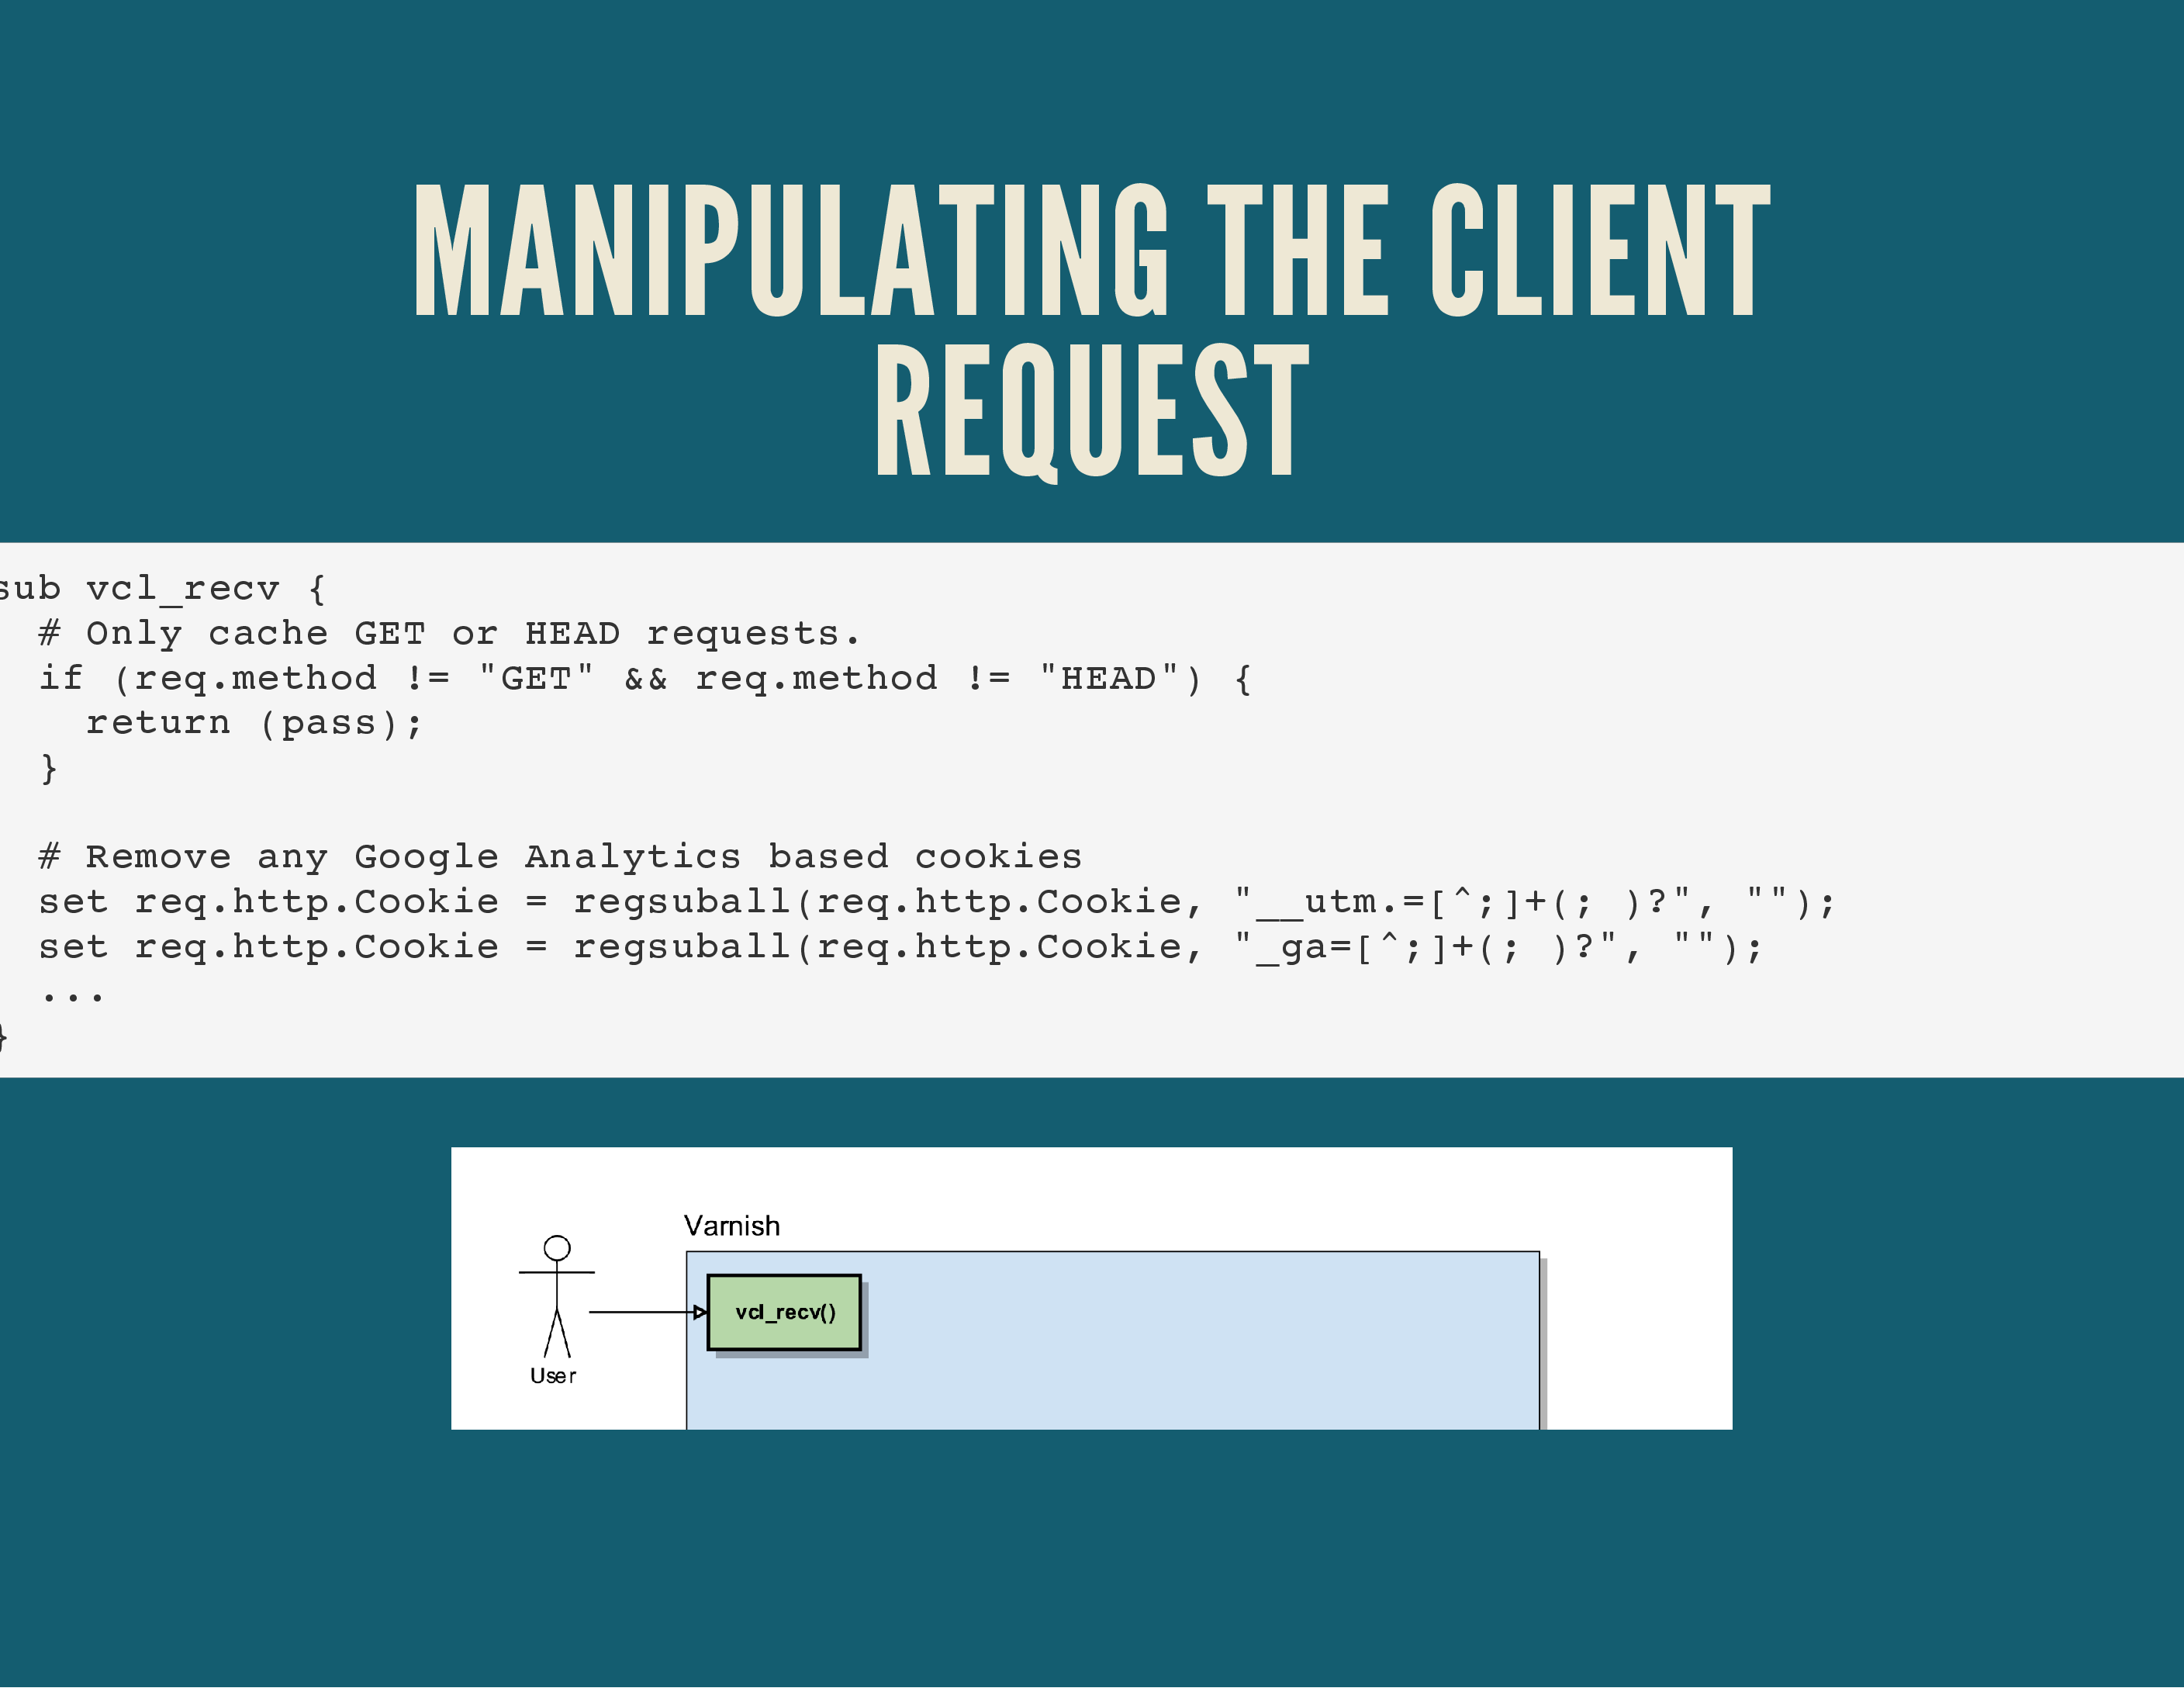 MANIPULATING THE CLIENT
REQUEST
sub vcl_recv {
  # Only cache GET or HEAD requests.
  if (req.method != "GET" && req.method != "HEAD") {
    return (pass);
  }

  # Remove any Google Analytics based cookies
  set req.http.Cookie = regsuball(req.http.Cookie, "__utm.=[^;]+(; )?", "");
  set req.http.Cookie = regsuball(req.http.Cookie, "_ga=[^;]+(; )?", "");
  ...
}
Varnish
vcl_recv()
User